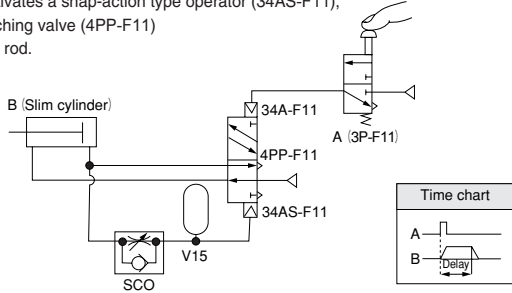 ivates a snap-action type operator (34AS-F11),
ching valve (4PP-F11)
rod.
B (Slim cylinder)
34A-F11
A (3P-F11)
4PP-F11
34AS-F11
V15
SCO
Time chart
A
B
Delay